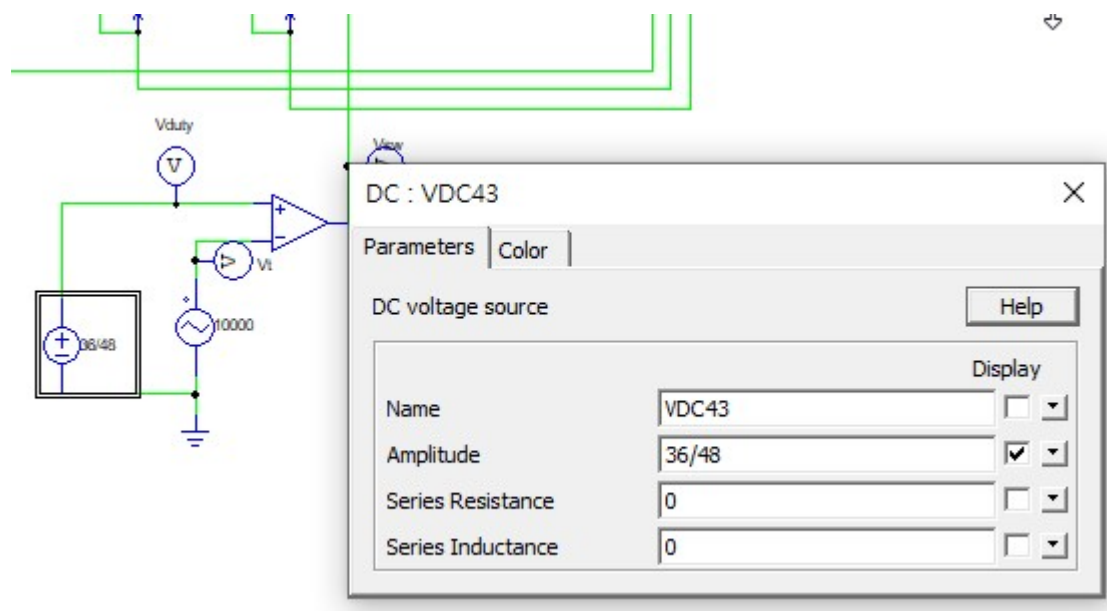 Vduty
V
Vsw
DC : VDC43
Parameters
Color
V
Vt
DC voltage source
Help
10000
36/48
Display
Name
VDC43
Amplitude
36/48
Series Resistance
0
Series Inductance
0